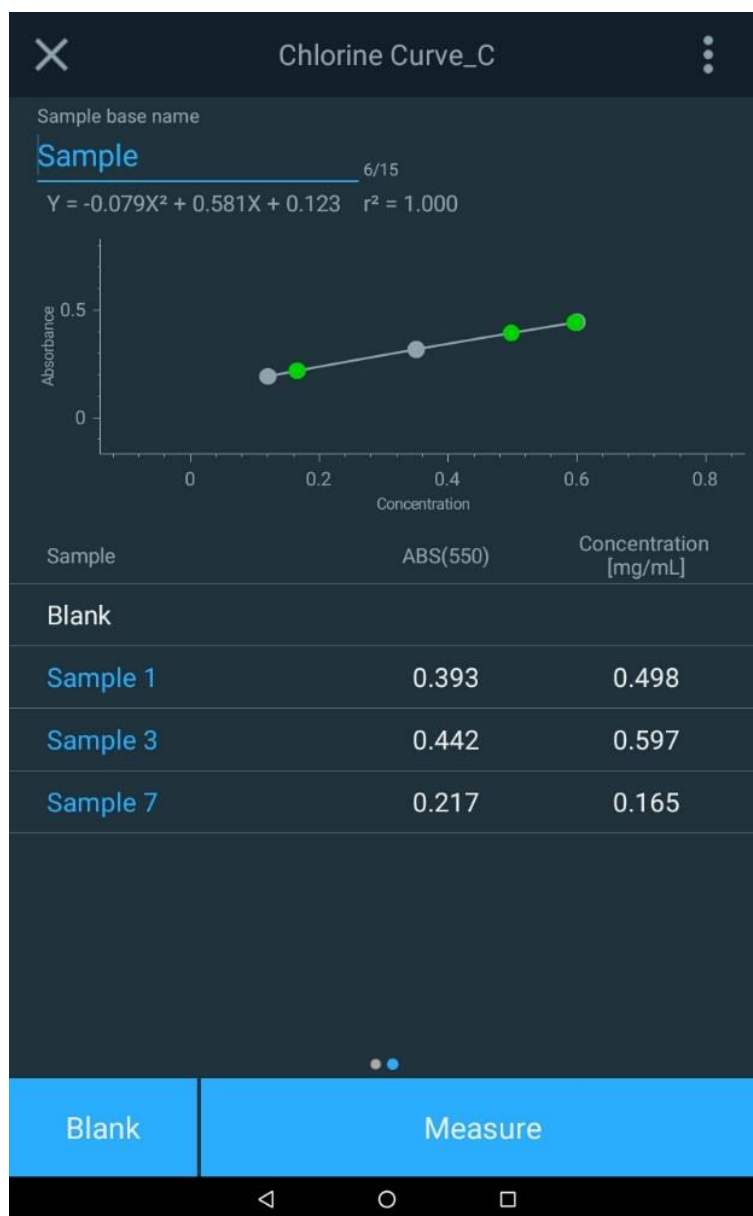 Chlorine Curve_C
Sample base name
Sample
6/15
Y = -0.079X² + 0.581X + 0.123 r² = 1.000
Absorbance
0.5
0
0 0.2 0.4 0.6 0.8
Concentration
Sample ABS(550) Concentration [mg/mL]
Blank
Sample 1 0.393 0.498
Sample 3 0.442 0.597
Sample 7 0.217 0.165
Blank Measure